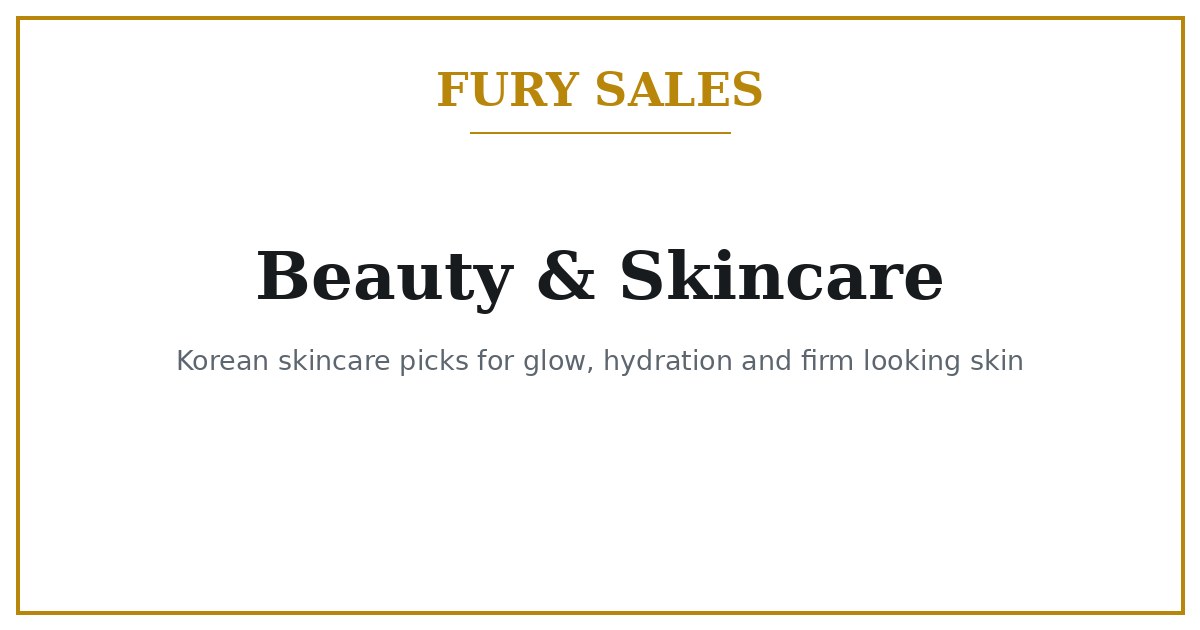 FURY SALES
Beauty & Skincare
Korean skincare picks for glow, hydration and firm looking skin